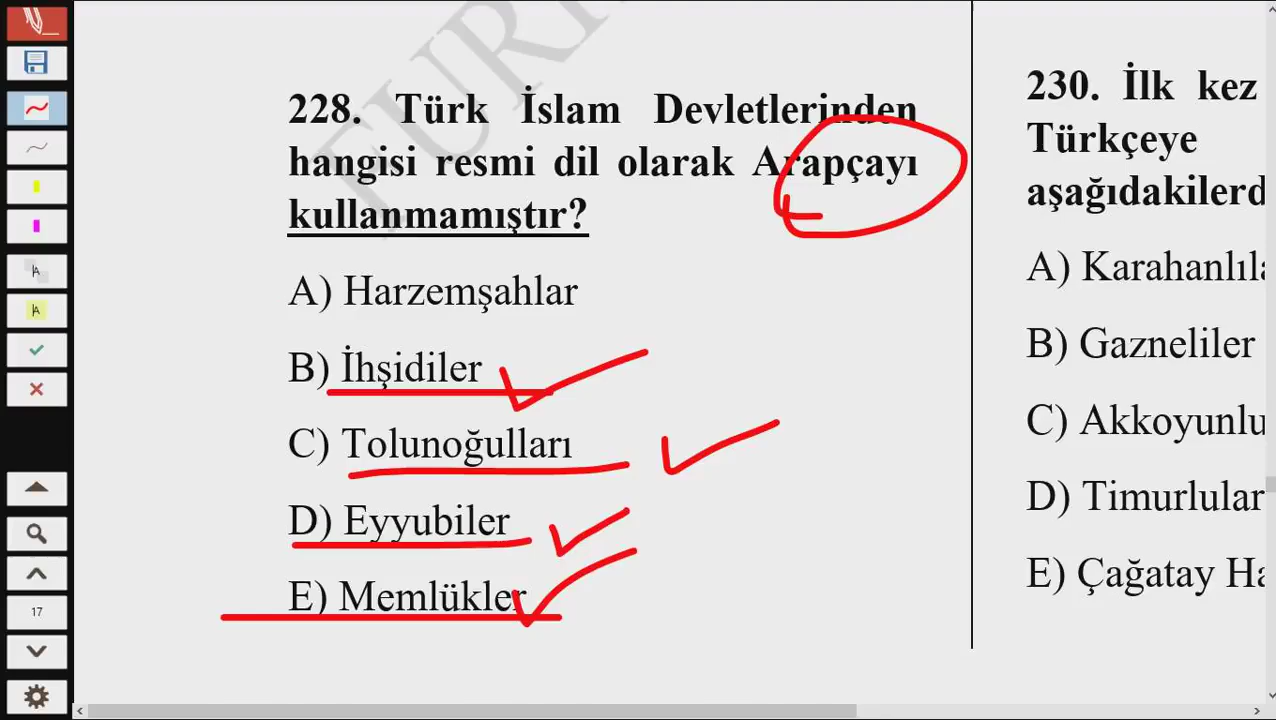 FURK
228. Türk İslam Devletlerinden
hangisi resmi dil olarak Arapçayı
kullanmamıştır?
A) Harzemşahlar
B) İhşidiler
C) Tolunoğulları
D) Eyyubiler
E) Memlükler
230. İlk kez
Türkçeye
aşağıdakilerd
A) Karahanlıla
B) Gazneliler
C) Akkoyunlu
D) Timurlular
E) Çağatay Ha
A
A
17